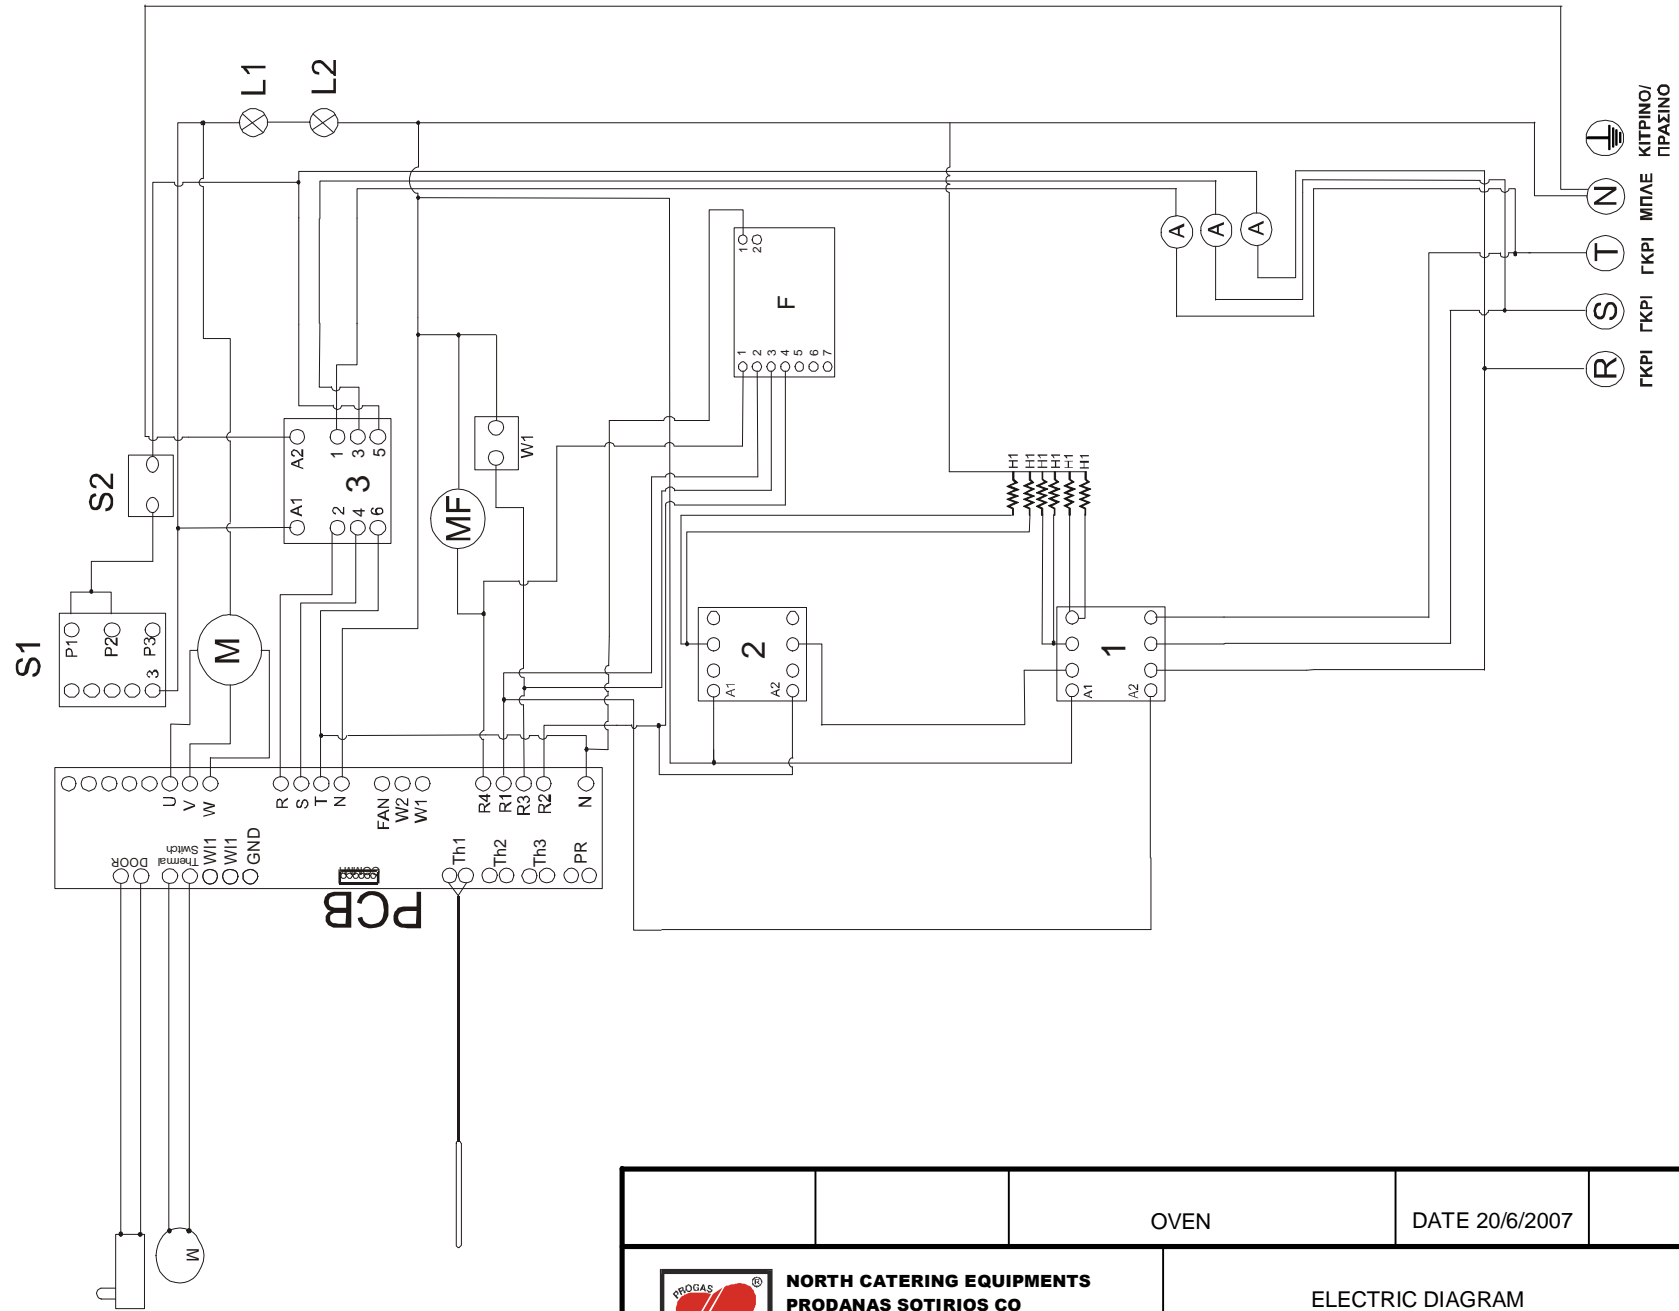 L1
L2
ΚΙΤΡΙΝΟ/
ΠΡΑΣΙΝΟ
N ΜΠΛΕ
T ΓΚΡΙ
S ΓΚΡΙ
R ΓΚΡΙ
A
A
A
1
2
F
1
2
3
4
5
6
7
S2
A2
1
3
5
3
A1
2
4
6
W1
MF
H1
H1
H1
H1
H1
H1
S1
P1
P2
P3
3
M
2
A1
A2
1
A1
A2
U
V
W
R
S
T
N
FAN
W2
W1
R4
R1
R3
R2
N
DOOR
Thermal
Switch
WI1
WI1
GND
Th1
Th2
Th3
PR
PCB
M
OVEN
DATE 20/6/2007
PROGAS
®
NORTH CATERING EQUIPMENTS
PRODANAS SOTIRIOS CO
ELECTRIC DIAGRAM